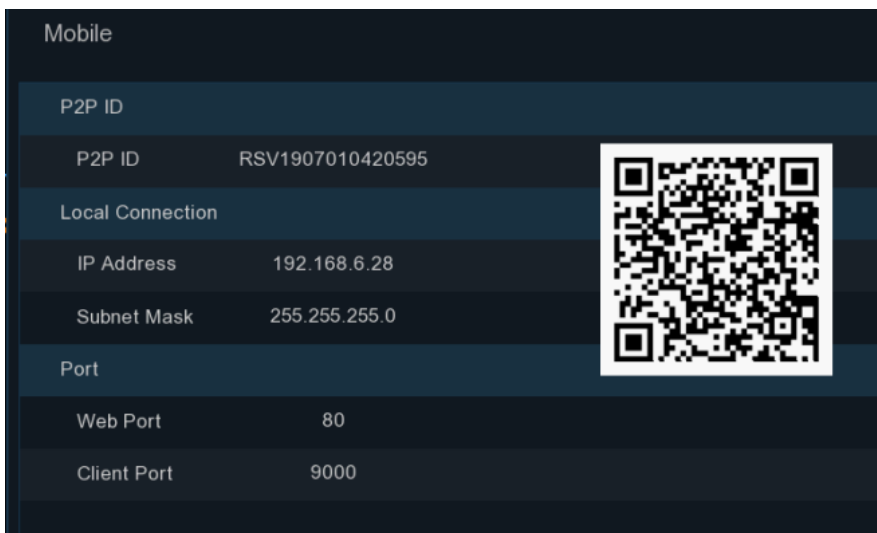 Mobile
P2P ID
P2P ID RSV1907010420595
Local Connection
IP Address 192.168.6.28
Subnet Mask 255.255.255.0
Port
Web Port 80
Client Port 9000